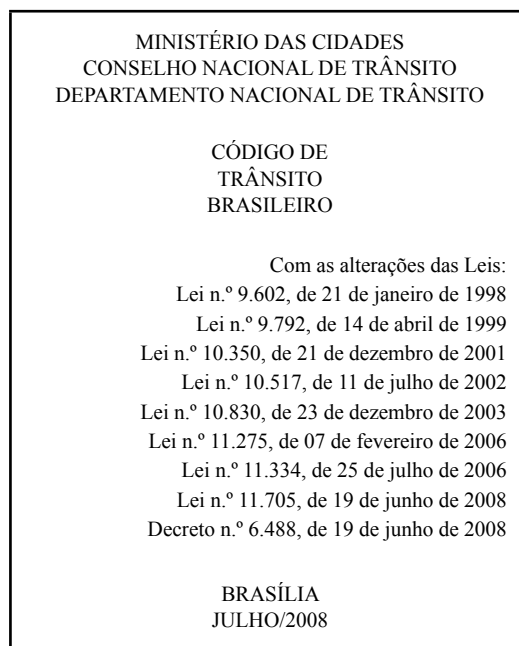 MINISTÉRIO DAS CIDADES
CONSELHO NACIONAL DE TRÂNSITO
DEPARTAMENTO NACIONAL DE TRÂNSITO
CÓDIGO DE
TRÂNSITO
BRASILEIRO
Com as alterações das Leis:
Lei n.º 9.602, de 21 de janeiro de 1998
Lei n.º 9.792, de 14 de abril de 1999
Lei n.º 10.350, de 21 de dezembro de 2001
Lei n.º 10.517, de 11 de julho de 2002
Lei n.º 10.830, de 23 de dezembro de 2003
Lei n.º 11.275, de 07 de fevereiro de 2006
Lei n.º 11.334, de 25 de julho de 2006
Lei n.º 11.705, de 19 de junho de 2008
Decreto n.º 6.488, de 19 de junho de 2008
BRASÍLIA
JULHO/2008